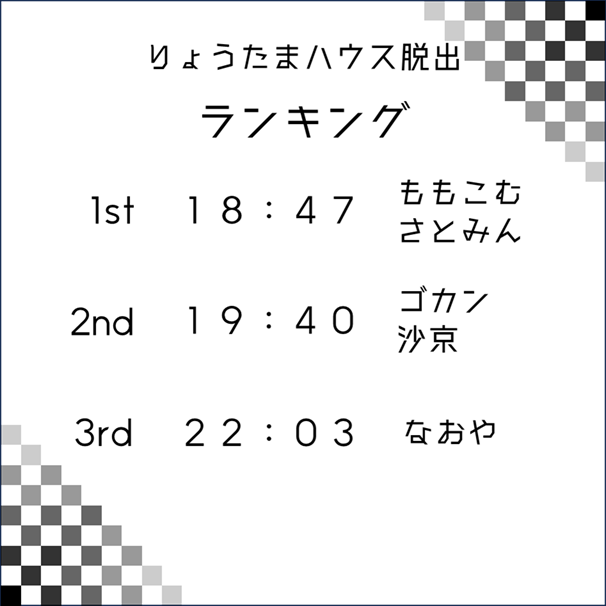 りょうたまハウス脱出
ランキング
1st １８：４７ ももこむ
さとみん
2nd １９：４０ ゴカン
沙京
3rd ２２：０３ なおや